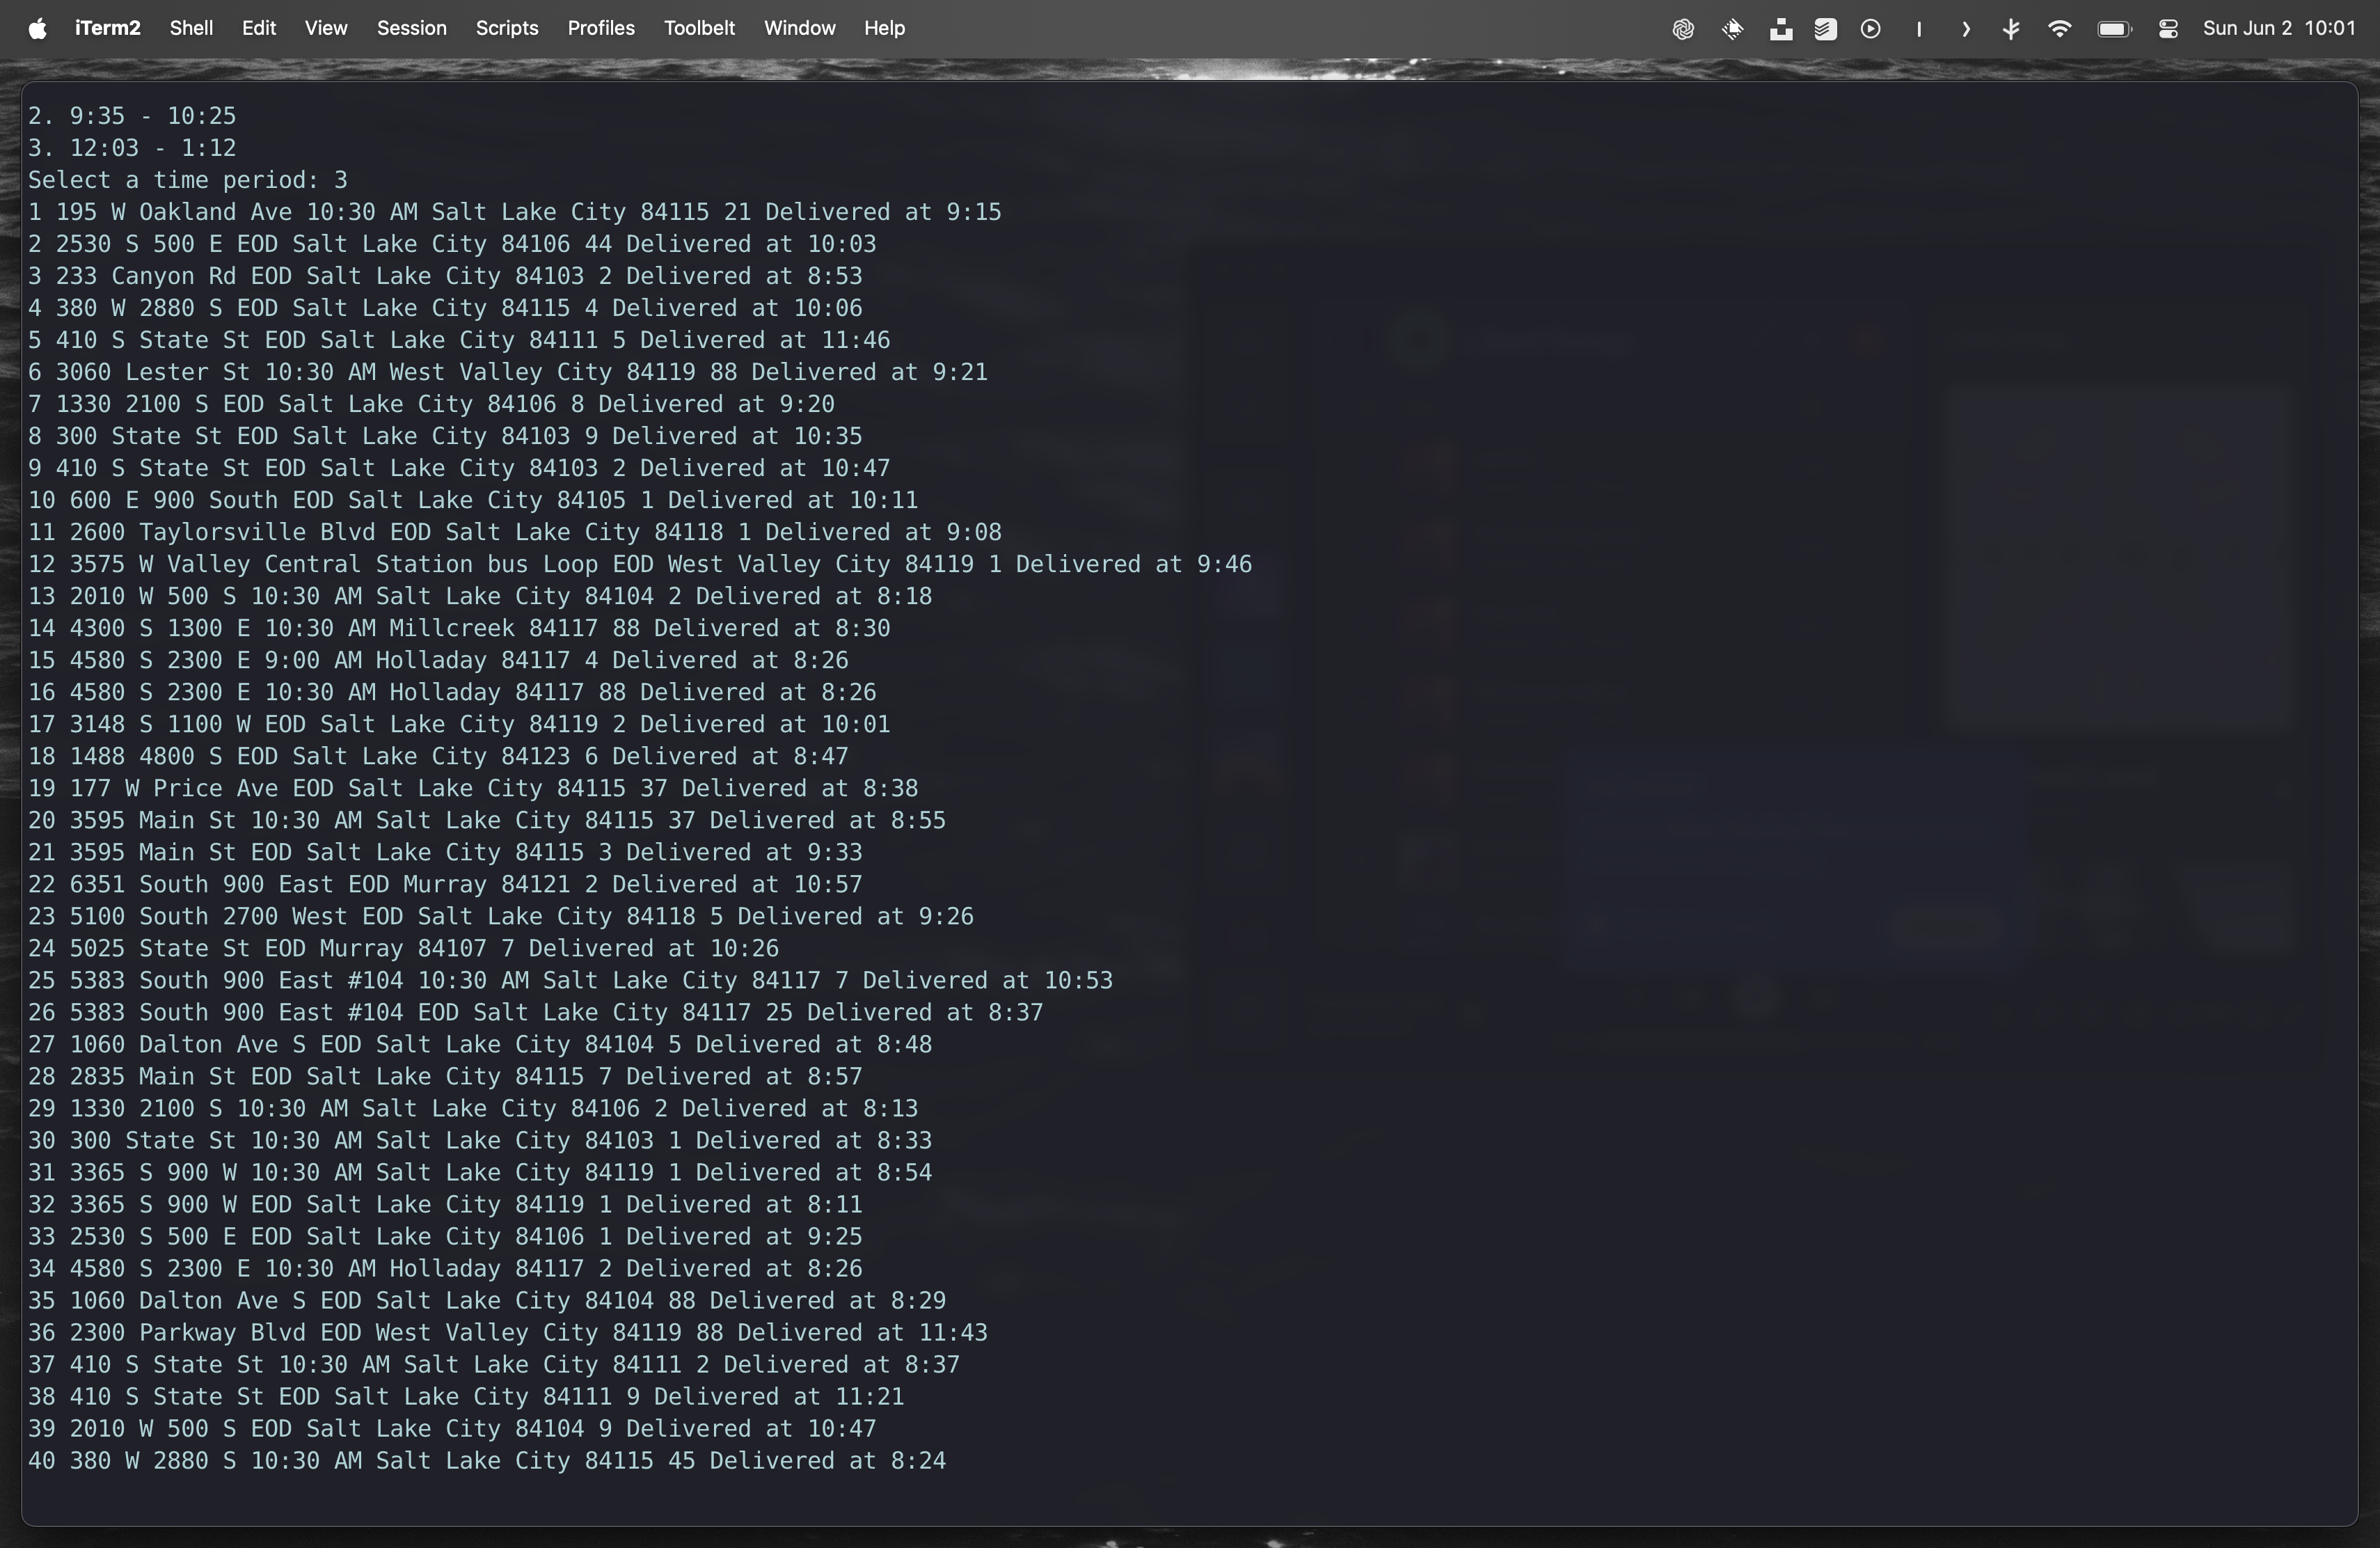 iTerm2 Shell Edit View Session Scripts Profiles Toolbelt Window Help Sun Jun 2 10:01
2. 9:35 - 10:25
3. 12:03 - 1:12
Select a time period: 3
1 195 W Oakland Ave 10:30 AM Salt Lake City 84115 21 Delivered at 9:15
2 2530 S 500 E EOD Salt Lake City 84106 44 Delivered at 10:03
3 233 Canyon Rd EOD Salt Lake City 84103 2 Delivered at 8:53
4 380 W 2880 S EOD Salt Lake City 84115 4 Delivered at 10:06
5 410 S State St EOD Salt Lake City 84111 5 Delivered at 11:46
6 3060 Lester St 10:30 AM West Valley City 84119 88 Delivered at 9:21
7 1330 2100 S EOD Salt Lake City 84106 8 Delivered at 9:20
8 300 State St EOD Salt Lake City 84103 9 Delivered at 10:35
9 410 S State St EOD Salt Lake City 84103 2 Delivered at 10:47
10 600 E 900 South EOD Salt Lake City 84105 1 Delivered at 10:11
11 2600 Taylorsville Blvd EOD Salt Lake City 84118 1 Delivered at 9:08
12 3575 W Valley Central Station bus Loop EOD West Valley City 84119 1 Delivered at 9:46
13 2010 W 500 S 10:30 AM Salt Lake City 84104 2 Delivered at 8:18
14 4300 S 1300 E 10:30 AM Millcreek 84117 88 Delivered at 8:30
15 4580 S 2300 E 9:00 AM Holladay 84117 4 Delivered at 8:26
16 4580 S 2300 E 10:30 AM Holladay 84117 88 Delivered at 8:26
17 3148 S 1100 W EOD Salt Lake City 84119 2 Delivered at 10:01
18 1488 4800 S EOD Salt Lake City 84123 6 Delivered at 8:47
19 177 W Price Ave EOD Salt Lake City 84115 37 Delivered at 8:38
20 3595 Main St 10:30 AM Salt Lake City 84115 37 Delivered at 8:55
21 3595 Main St EOD Salt Lake City 84115 3 Delivered at 9:33
22 6351 South 900 East EOD Murray 84121 2 Delivered at 10:57
23 5100 South 2700 West EOD Salt Lake City 84118 5 Delivered at 9:26
24 5025 State St EOD Murray 84107 7 Delivered at 10:26
25 5383 South 900 East #104 10:30 AM Salt Lake City 84117 7 Delivered at 10:53
26 5383 South 900 East #104 EOD Salt Lake City 84117 25 Delivered at 8:37
27 1060 Dalton Ave S EOD Salt Lake City 84104 5 Delivered at 8:48
28 2835 Main St EOD Salt Lake City 84115 7 Delivered at 8:57
29 1330 2100 S 10:30 AM Salt Lake City 84106 2 Delivered at 8:13
30 300 State St 10:30 AM Salt Lake City 84103 1 Delivered at 8:33
31 3365 S 900 W 10:30 AM Salt Lake City 84119 1 Delivered at 8:54
32 3365 S 900 W EOD Salt Lake City 84119 1 Delivered at 8:11
33 2530 S 500 E EOD Salt Lake City 84106 1 Delivered at 9:25
34 4580 S 2300 E 10:30 AM Holladay 84117 2 Delivered at 8:26
35 1060 Dalton Ave S EOD Salt Lake City 84104 88 Delivered at 8:29
36 2300 Parkway Blvd EOD West Valley City 84119 88 Delivered at 11:43
37 410 S State St 10:30 AM Salt Lake City 84111 2 Delivered at 8:37
38 410 S State St EOD Salt Lake City 84111 9 Delivered at 11:21
39 2010 W 500 S EOD Salt Lake City 84104 9 Delivered at 10:47
40 380 W 2880 S 10:30 AM Salt Lake City 84115 45 Delivered at 8:24